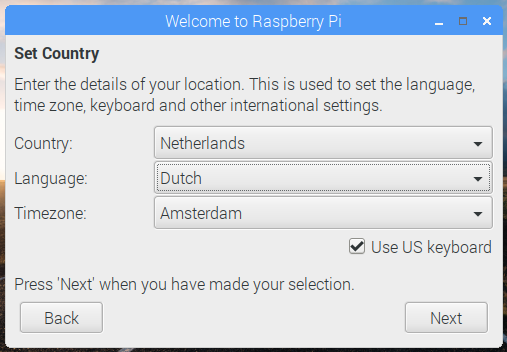 Welcome to Raspberry Pi
Set Country
Enter the details of your location. This is used to set the language,
time zone, keyboard and other international settings.
Country: Netherlands
Language: Dutch
Timezone: Amsterdam
Use US keyboard
Press 'Next' when you have made your selection.
Back Next